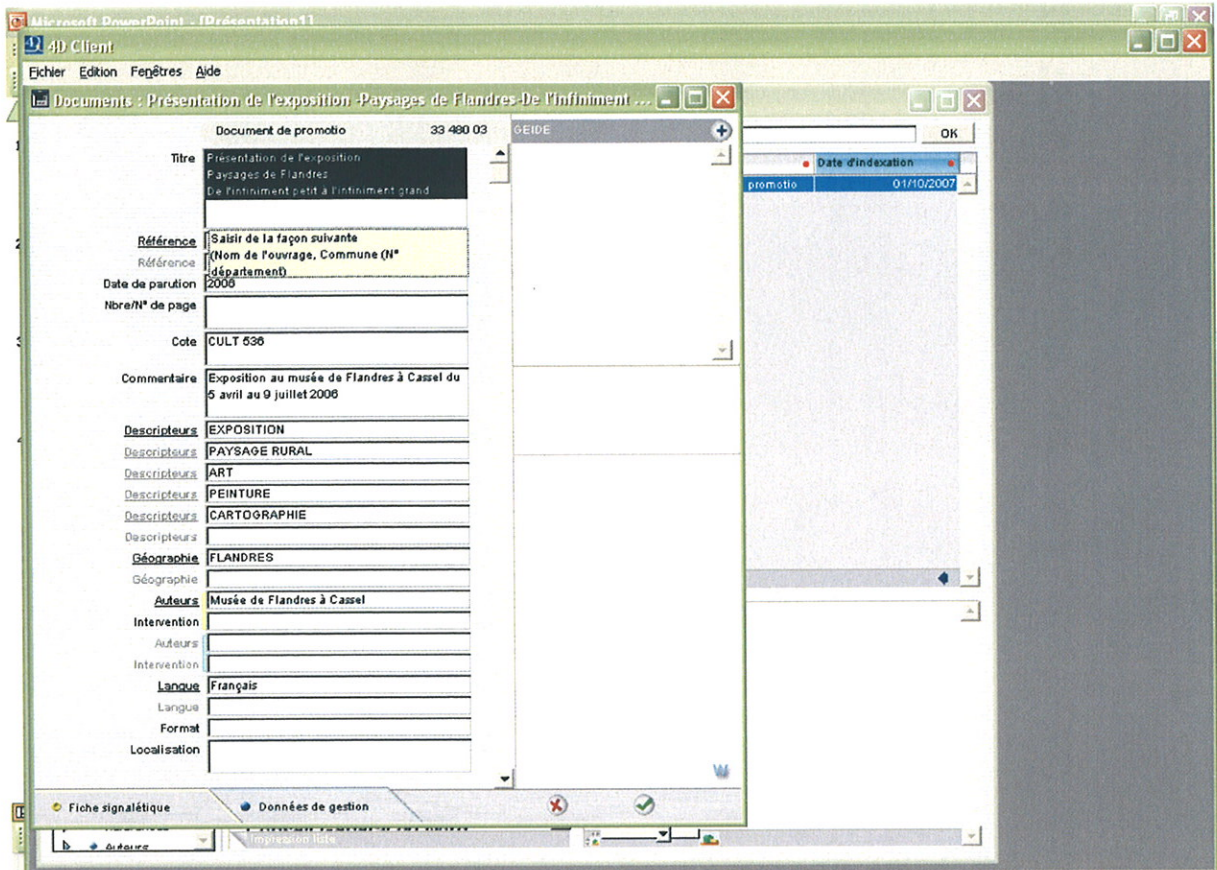 Microsoft PowerPoint - [Présentation1]
4D Client
Fichier Edition Fenêtres Aide
Documents : Présentation de l'exposition -Paysages de Flandres-De l'infiniment ...
Document de promotio 33 480 03 GEIDE
OK
Date d'indexation
promotio 01/10/2007
Titre Présentation de l'exposition
Paysages de Flandres
De l'infiniment petit à l'infiniment grand
Référence Saisir de la façon suivante
Référence (Nom de l'ouvrage, Commune (N°
département)
Date de parution 2006
Nbre/N° de page
Cote CULT 536
Commentaire Exposition au musée de Flandres à Cassel du
5 avril au 9 juillet 2006
Descripteurs EXPOSITION
Descripteurs PAYSAGE RURAL
Descripteurs ART
Descripteurs PEINTURE
Descripteurs CARTOGRAPHIE
Descripteurs
Géographie FLANDRES
Géographie
Auteurs Musée de Flandres à Cassel
Intervention
Auteurs
Intervention
Langue Français
Langue
Format
Localisation
Fiche signalétique Données de gestion
Auteurs Impression liste